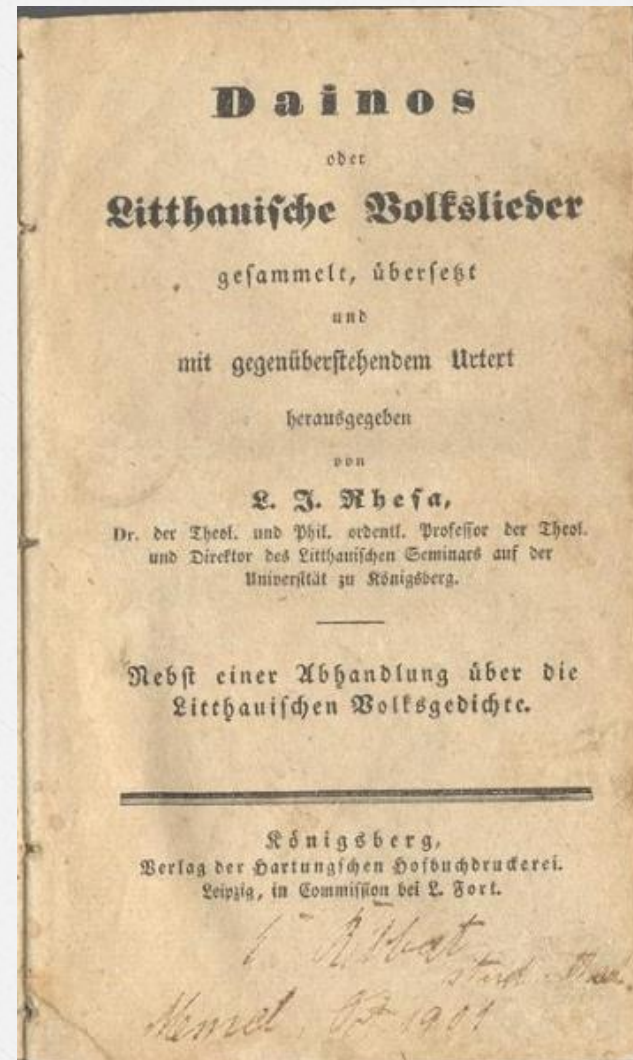 Dainos
oder
Litthauische Volkslieder
gesammelt, übersetzt
und
mit gegenüberstehendem Urtext
herausgegeben
von
L. J. Rhesa,
Dr. der Theol. und Phil. ordentl. Professor der Theol.
und Direktor des Litthauischen Seminars auf der
Universität zu Königsberg.
Nebst einer Abhandlung über die
Litthauischen Volksgedichte.
Königsberg,
Verlag der Hartungschen Hofbuchdruckerei.
Leipzig, in Commission bei L. Fort.
stud.
Memel 1901